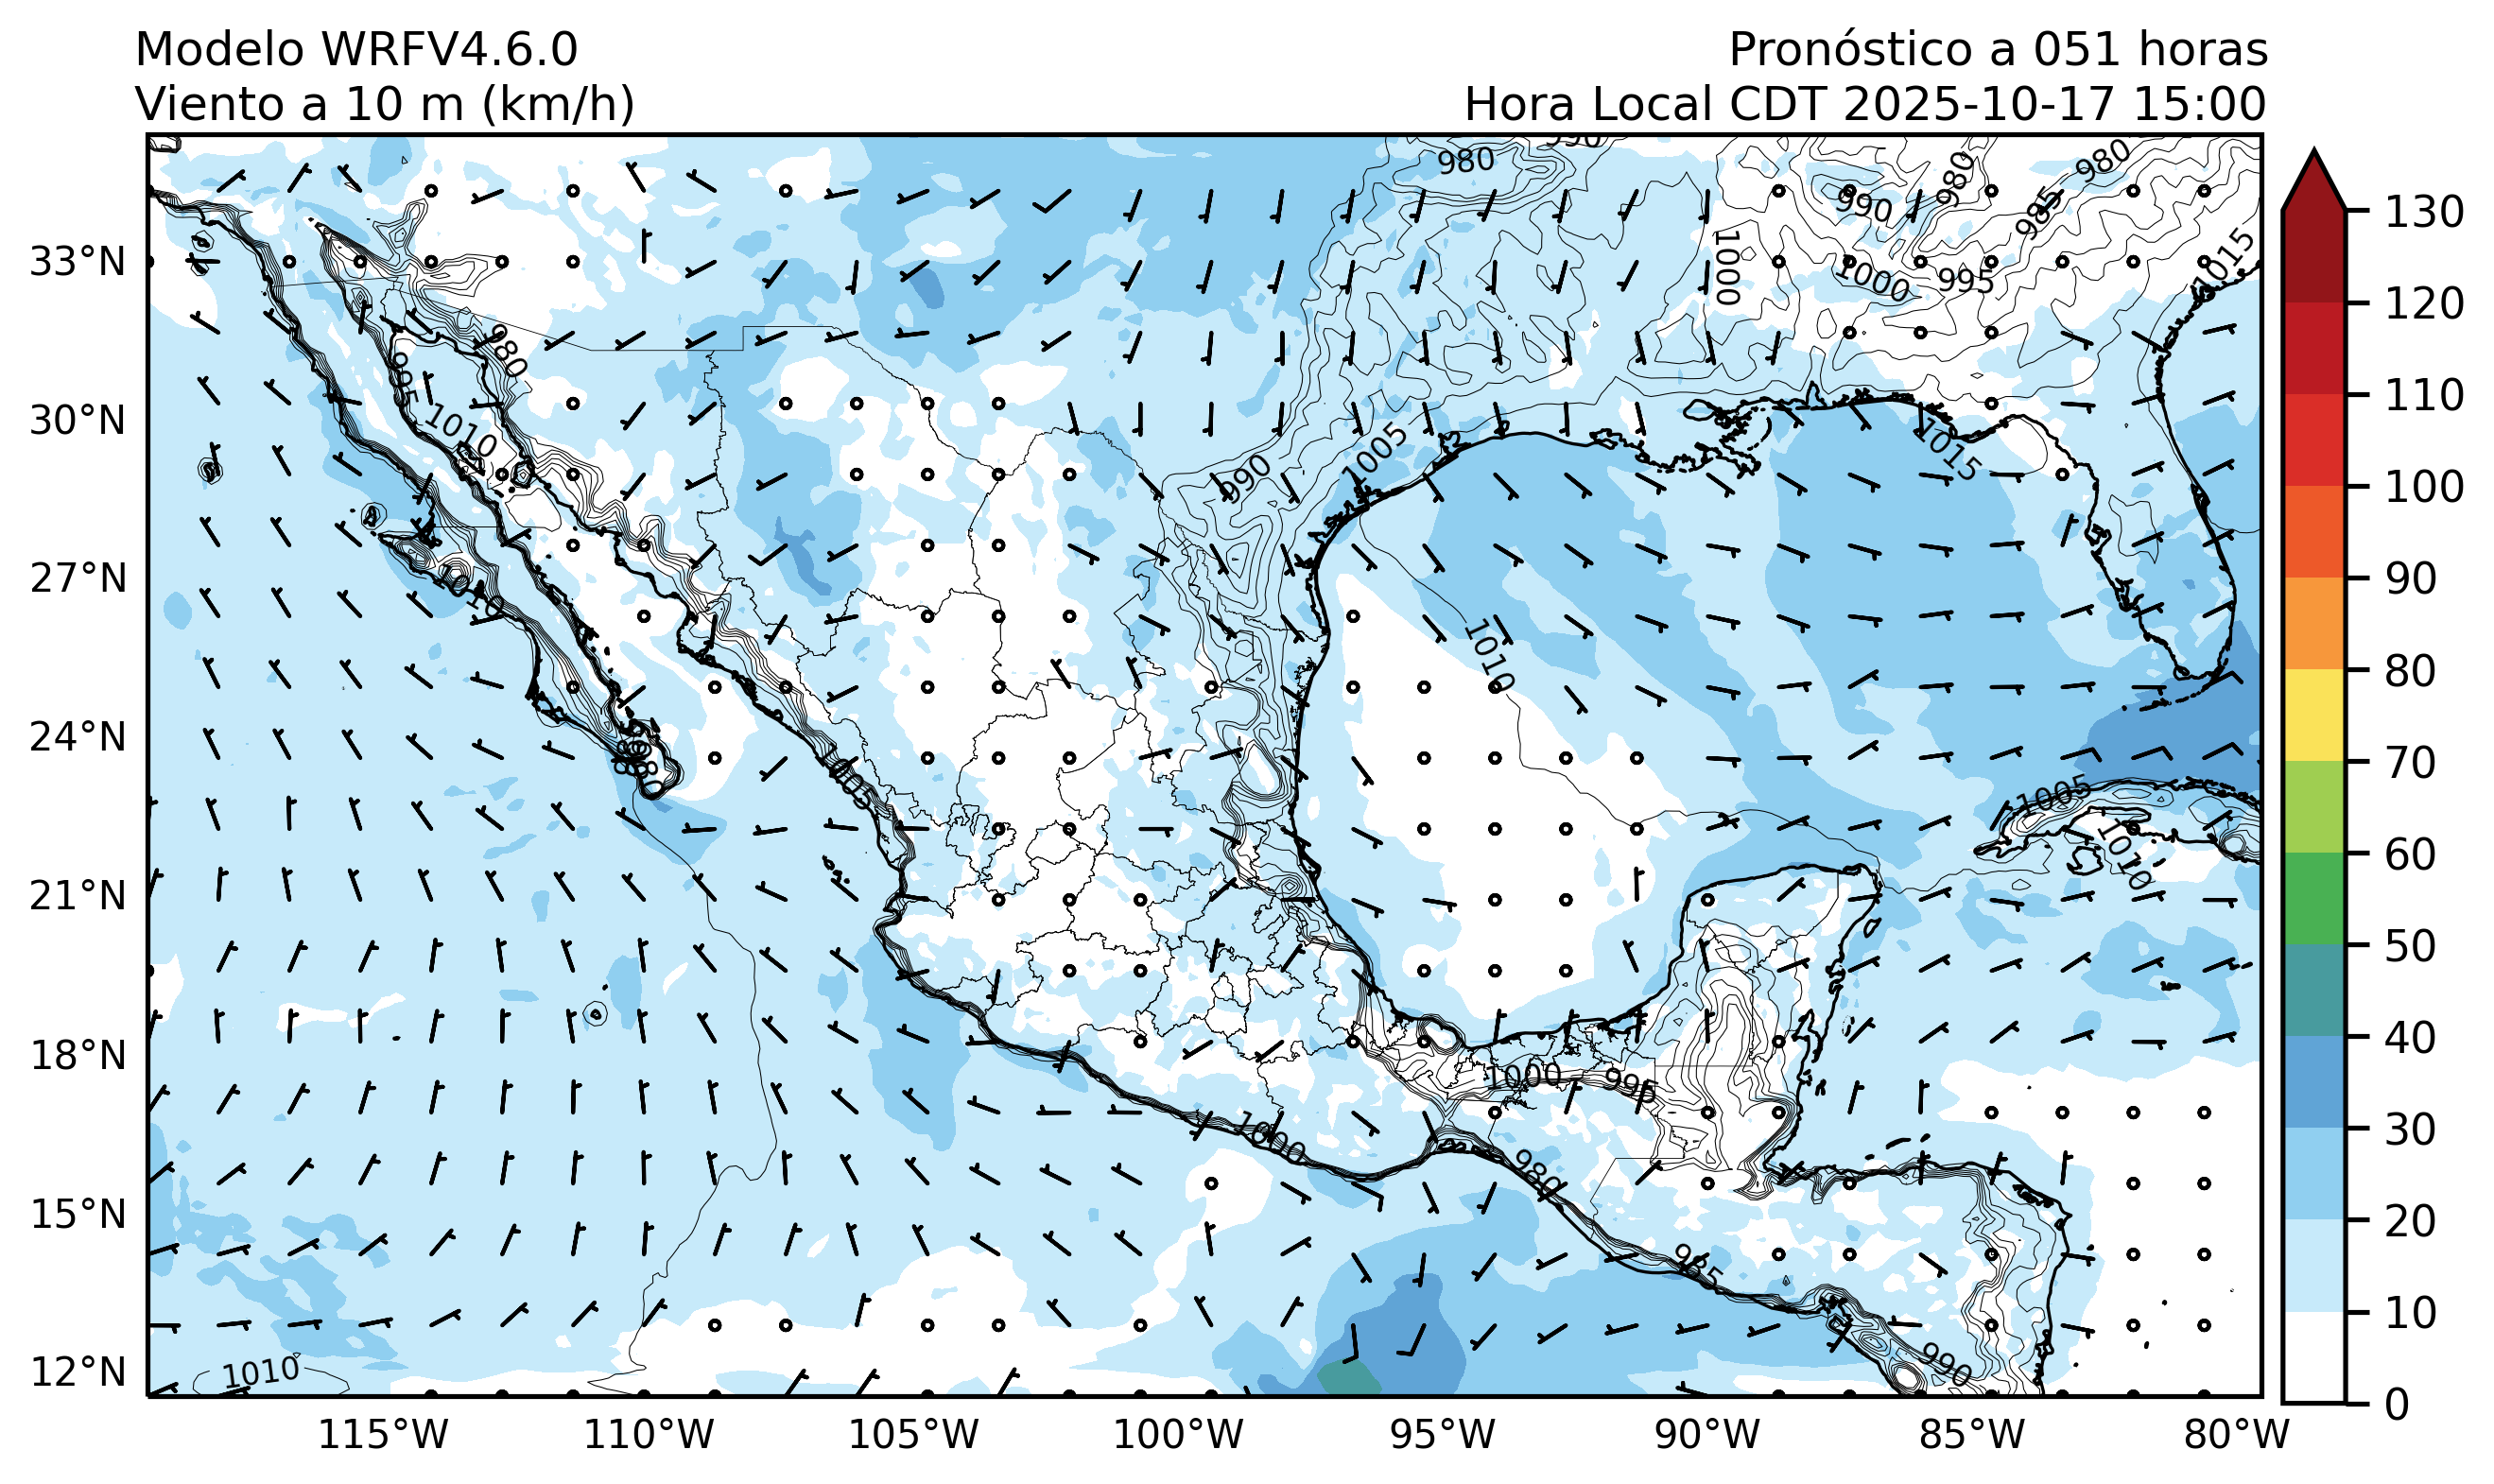 Modelo WRFV4.6.0
Pronóstico a 051 horas
Viento a 10 m (km/h)
Hora Local CDT 2025-10-17 15:00
990
980
980
980
990
985
1015
1000
1000
995
33°N
980
995
30°N
1010
1015
1005
990
27°N
1010
1010
24°N
1005
1005
1010
21°N
18°N
1000
995
1000
980
15°N
985
12°N
1010
990
115°W
110°W
105°W
100°W
95°W
90°W
85°W
80°W
130
120
110
100
90
80
70
60
50
40
30
20
10
0